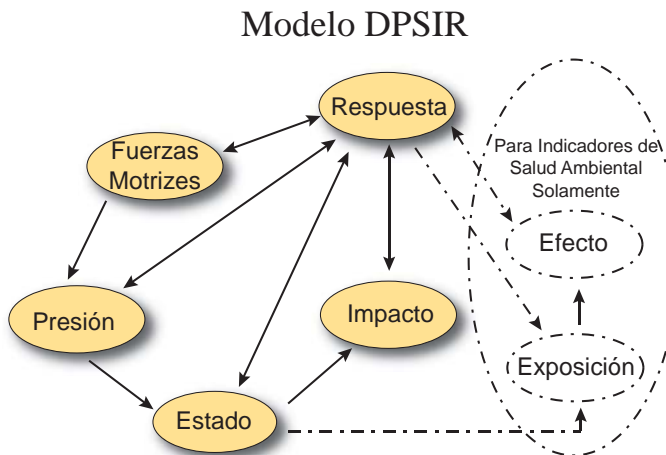 Modelo DPSIR
Respuesta
Para Indicadores de
Salud Ambiental
Solamente
Fuerzas
Motrizes
Efecto
Presión
Impacto
Exposición
Estado